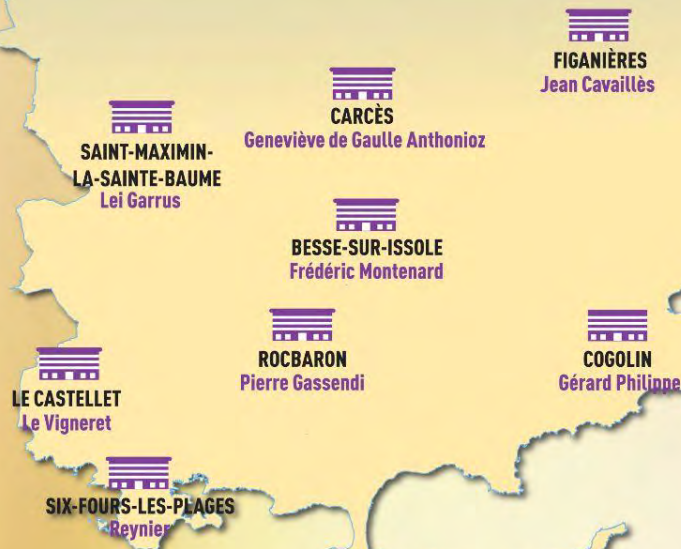 FIGANIÈRES
Jean Cavaillès
CARCÈS
Geneviève de Gaulle Anthonioz
SAINT-MAXIMIN-
LA-SAINTE-BAUME
Lei Garrus
BESSE-SUR-ISSOLE
Frédéric Montenard
ROCBARON
Pierre Gassendi
COGOLIN
Gérard Philippe
LE CASTELLET
Le Vigneret
SIX-FOURS-LES-PLAGES
Reynier